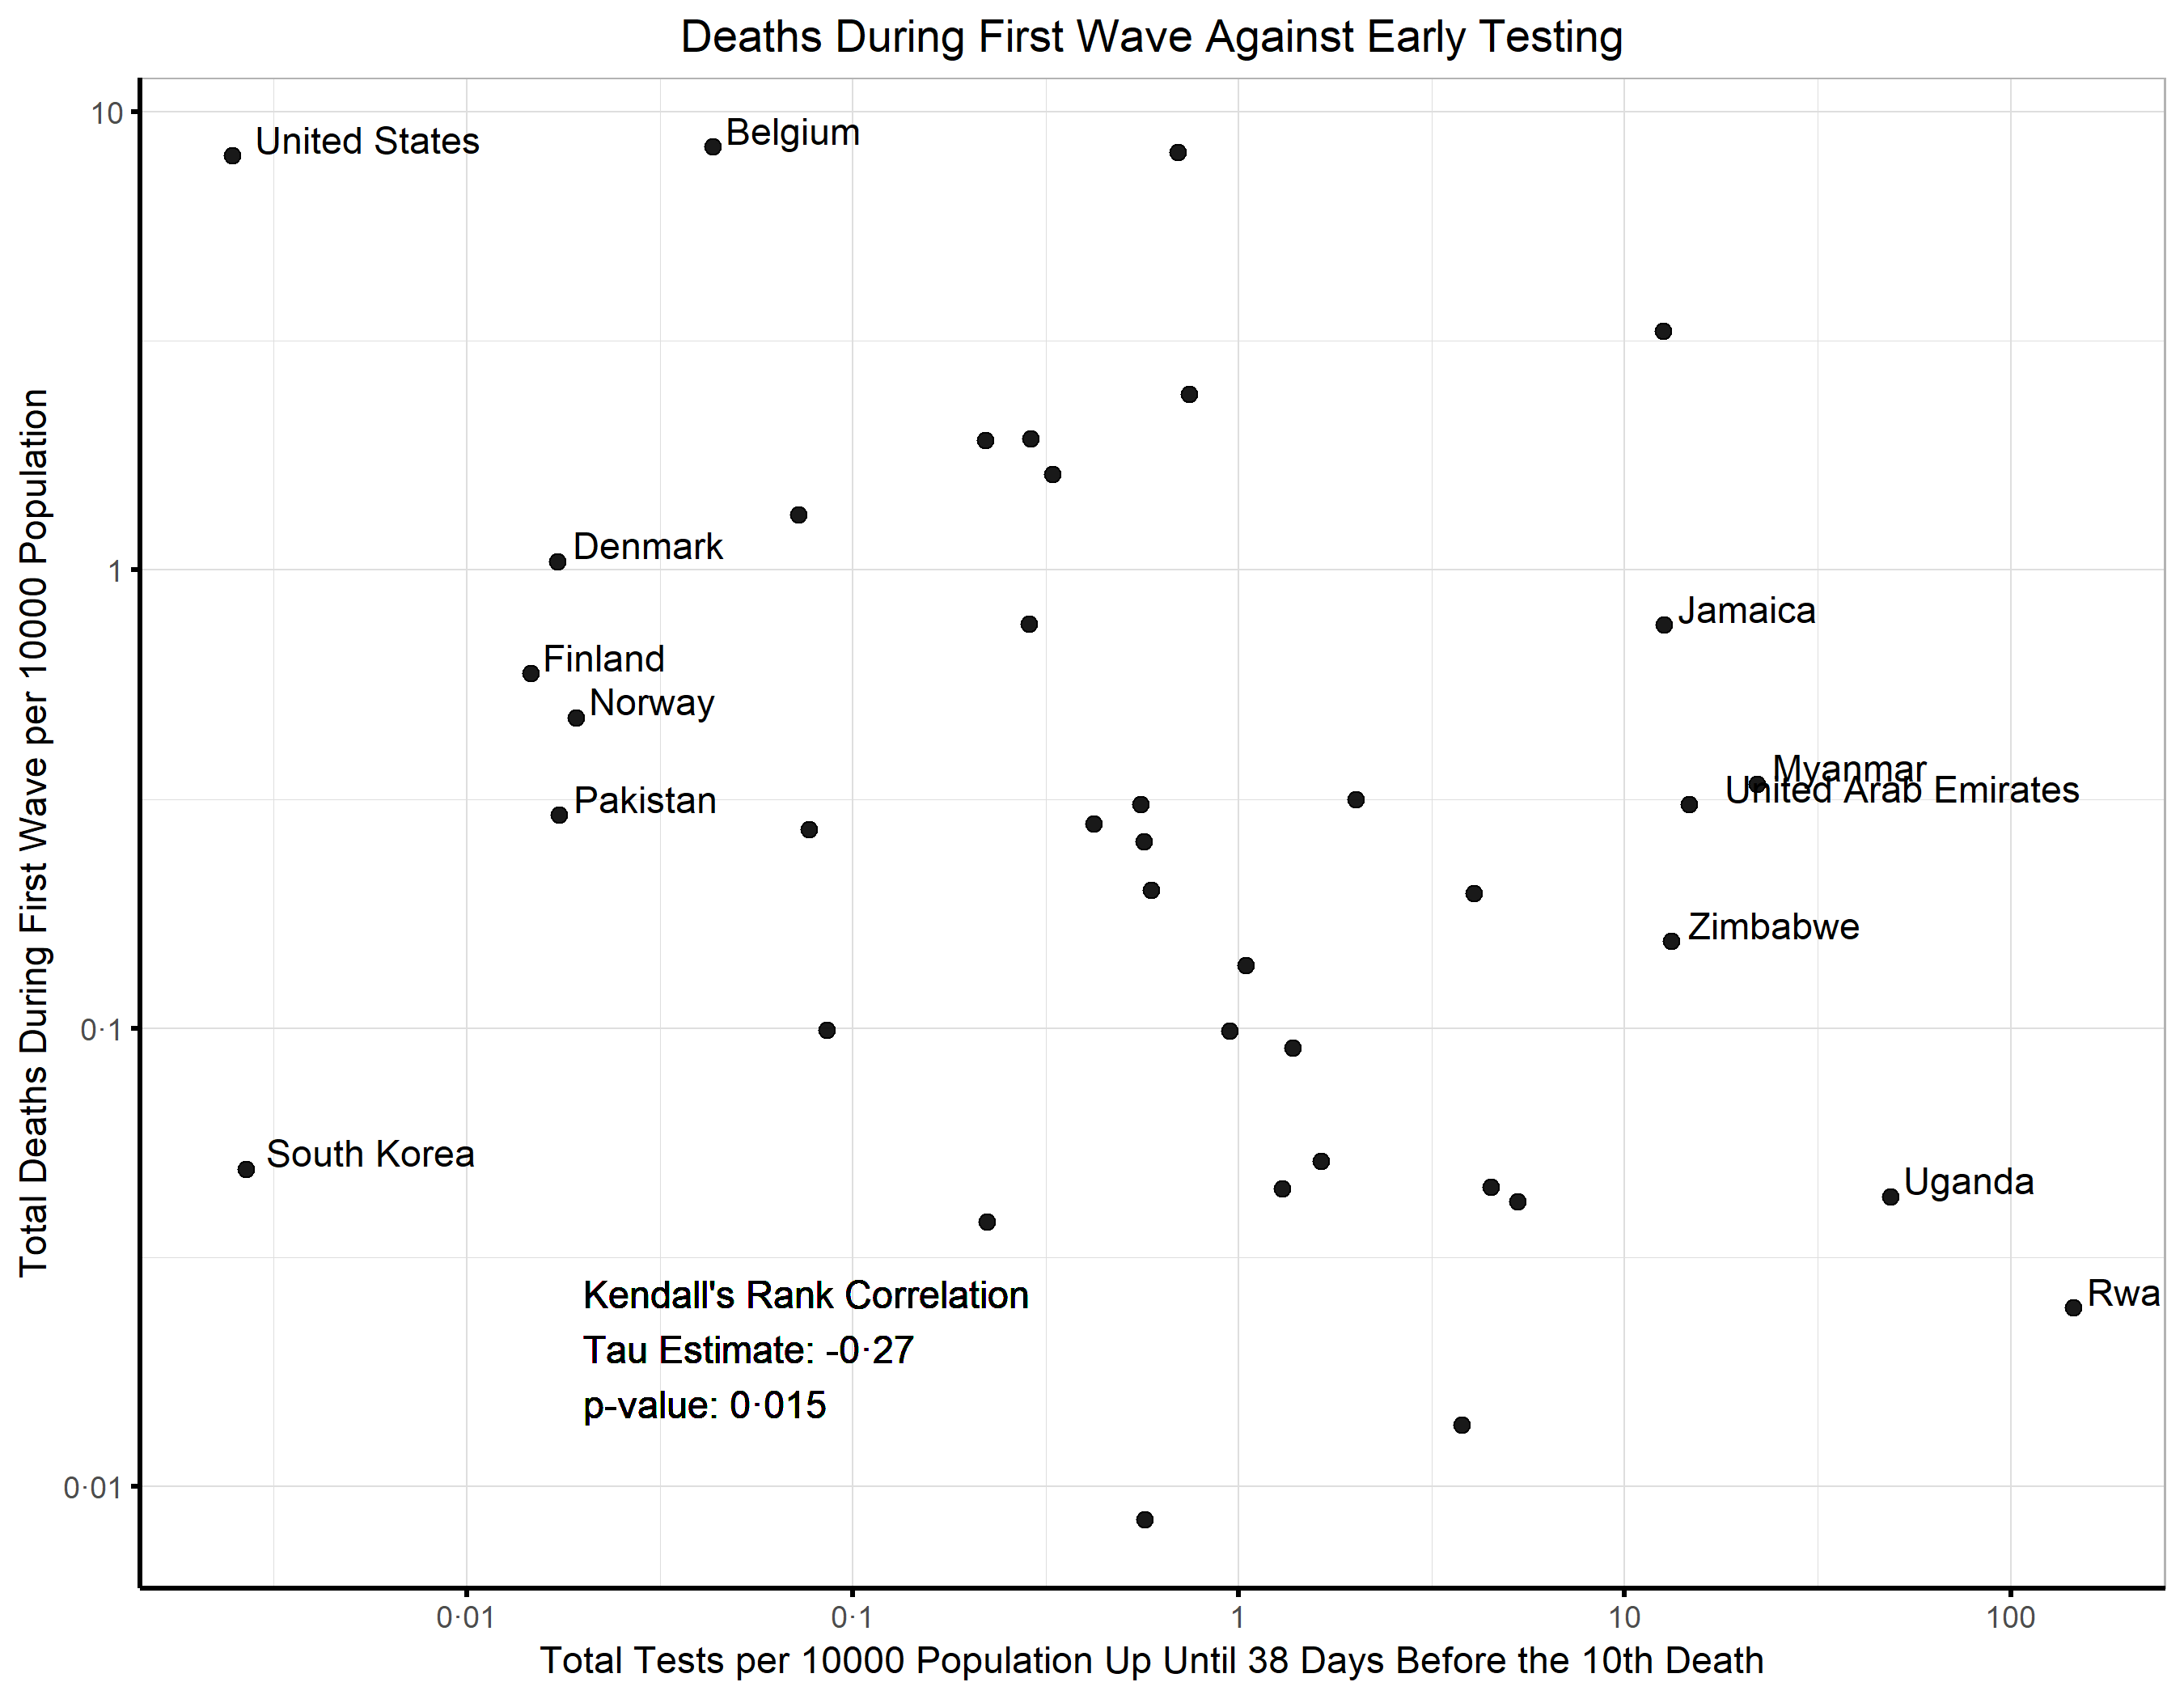 Deaths During First Wave Against Early Testing
Total Deaths During First Wave per 10000 Population
10
1
0·1
0·01
United States
Belgium
Denmark
Jamaica
Finland
Norway
Myanmar
United Arab Emirates
Pakistan
Zimbabwe
South Korea
Uganda
Rwa
Kendall's Rank Correlation
Tau Estimate: -0·27
p-value: 0·015
0·01
0·1
1
10
100
Total Tests per 10000 Population Up Until 38 Days Before the 10th Death